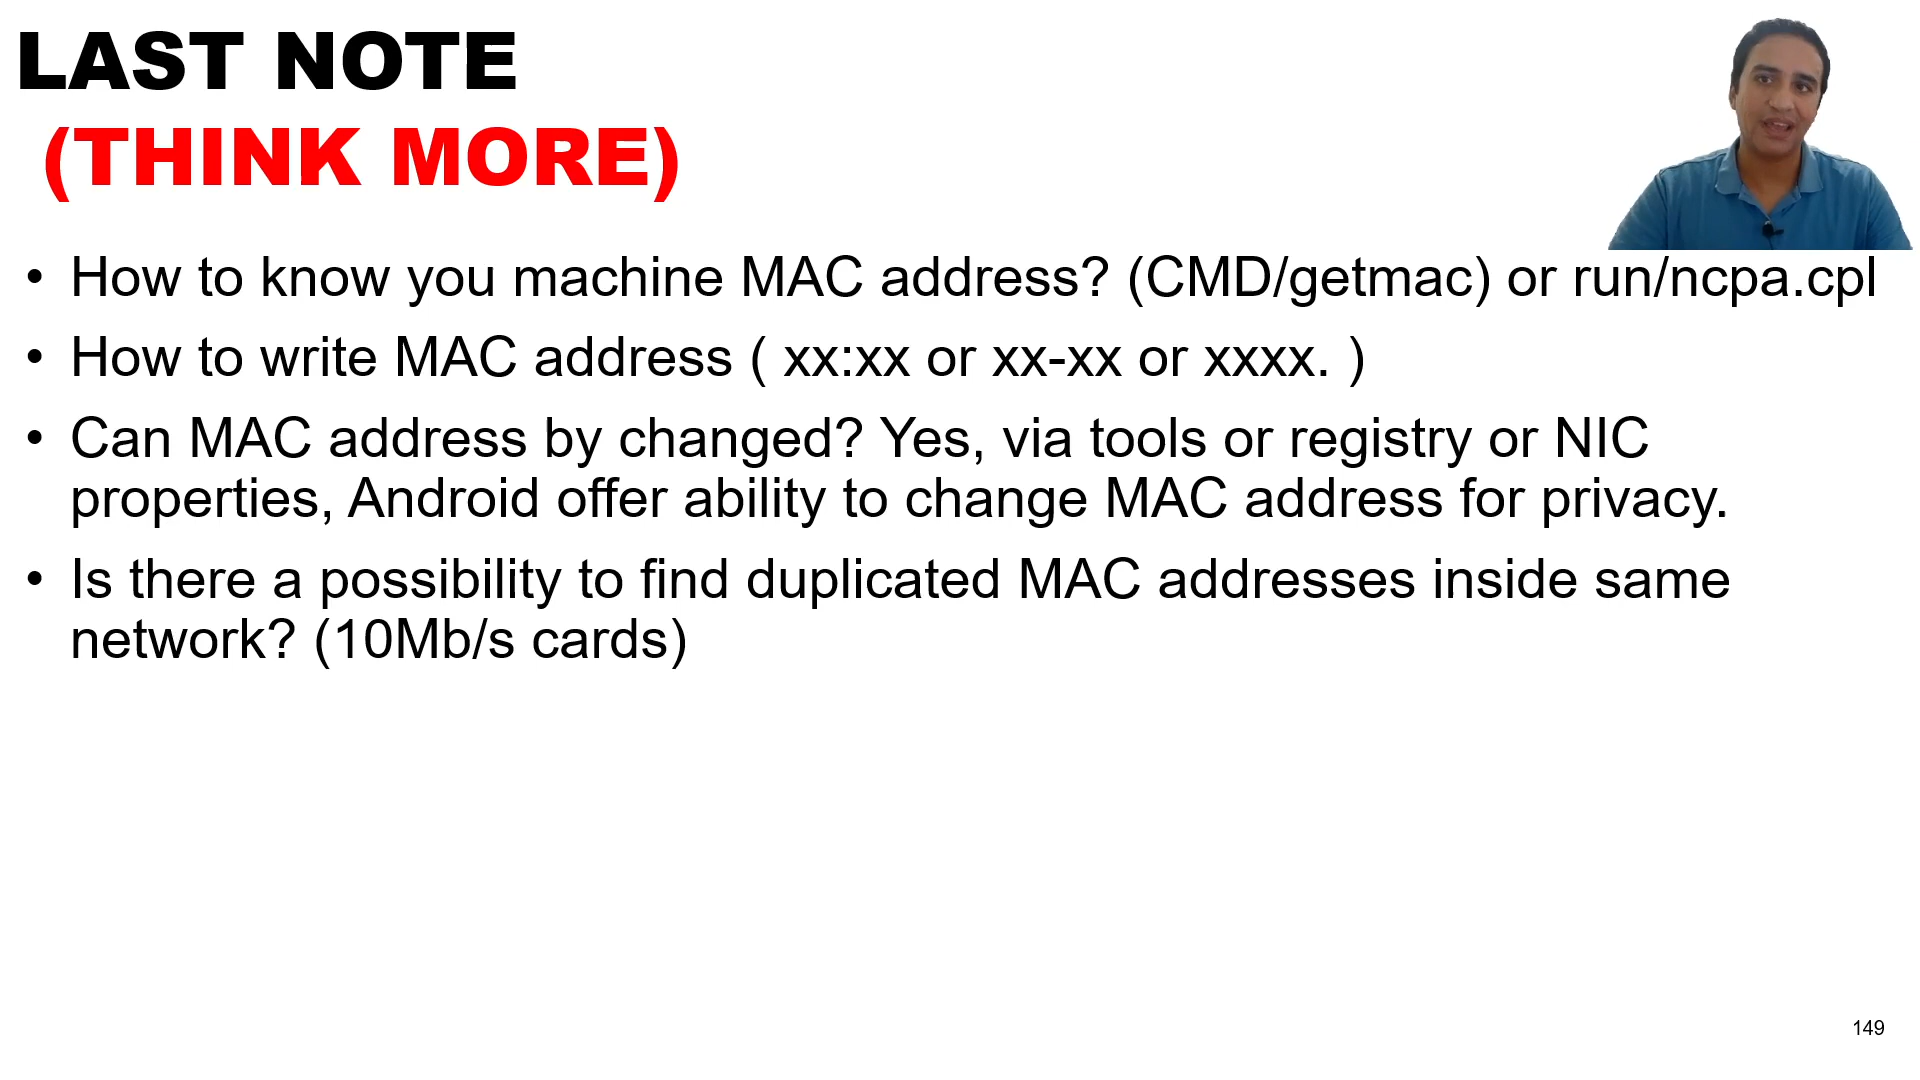 LAST NOTE
(THINK MORE)
• How to know you machine MAC address? (CMD/getmac) or run/ncpa.cpl
• How to write MAC address ( xx:xx or xx-xx or xxxx. )
• Can MAC address by changed? Yes, via tools or registry or NIC
properties, Android offer ability to change MAC address for privacy.
• Is there a possibility to find duplicated MAC addresses inside same
network? (10Mb/s cards)
149